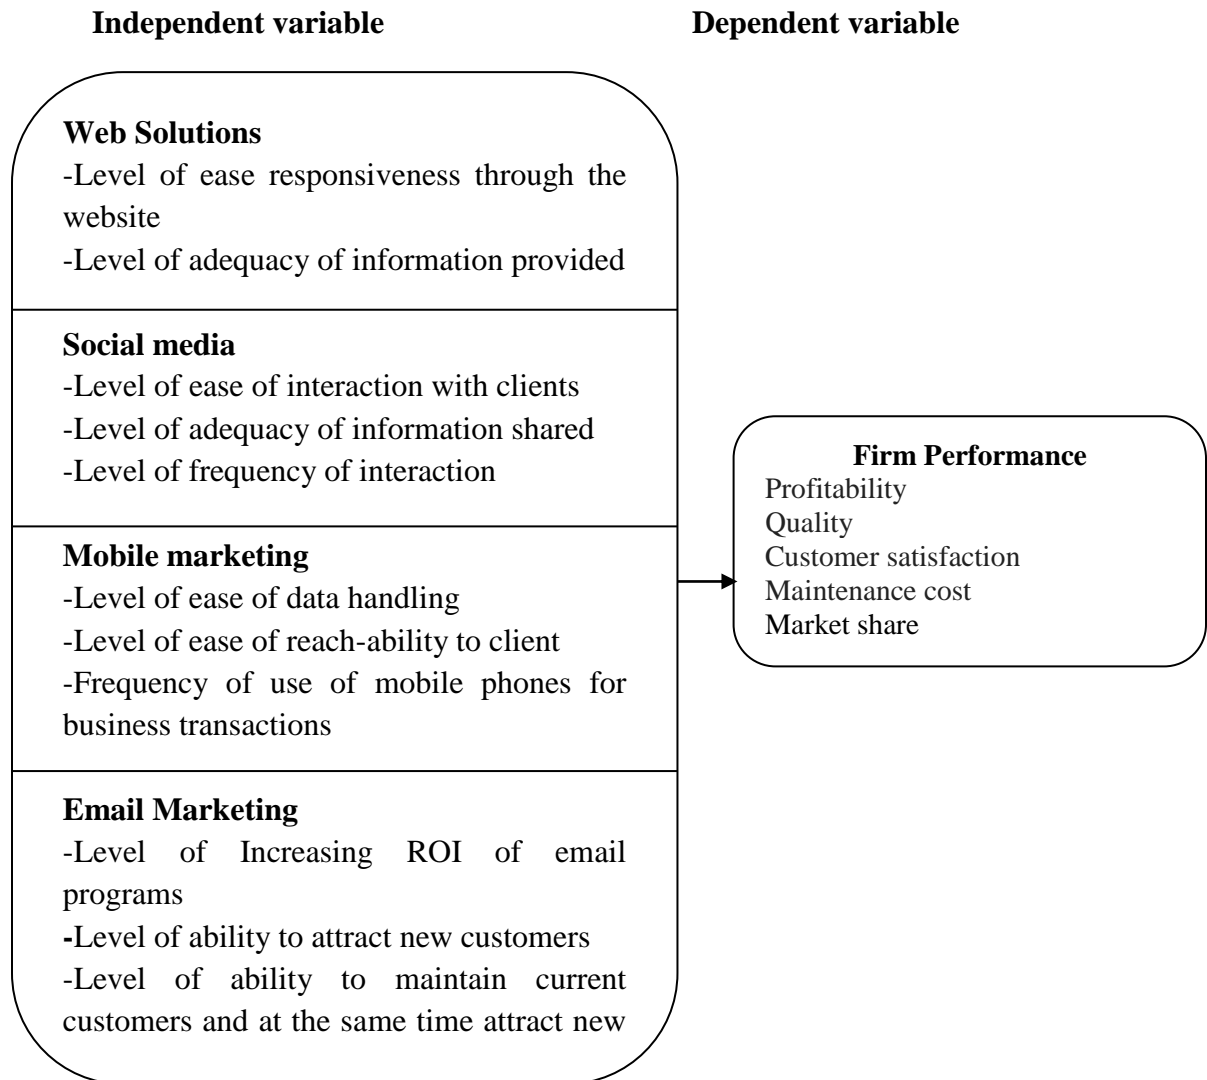 Independent variable
Dependent variable
Web Solutions
-Level of ease responsiveness through the
website
-Level of adequacy of information provided
Social media
-Level of ease of interaction with clients
-Level of adequacy of information shared
-Level of frequency of interaction
Mobile marketing
-Level of ease of data handling
-Level of ease of reach-ability to client
-Frequency of use of mobile phones for
business transactions
Email Marketing
-Level of Increasing ROI of email
programs
-Level of ability to attract new customers
-Level of ability to maintain current
customers and at the same time attract new
Firm Performance
Profitability
Quality
Customer satisfaction
Maintenance cost
Market share